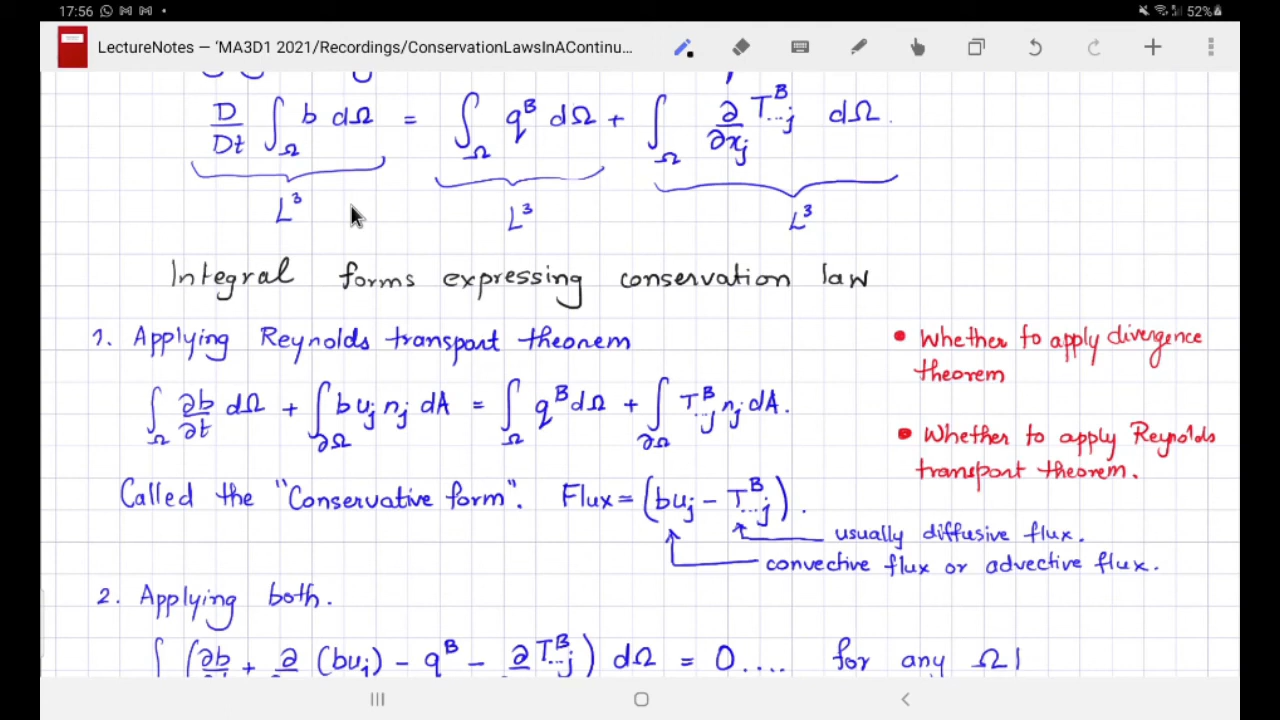 17:56 52%
LectureNotes — 'MA3D1 2021/Recordings/ConservationLawsInAContinu...
D/Dt ∫_Ω b dΩ = ∫_Ω q^B dΩ + ∫_Ω ∂/∂x_j T^B_{...j} dΩ.
L³ L³ L³
Integral forms expressing conservation law
1. Applying Reynolds transport theorem
• Whether to apply divergence
theorem
∫_Ω ∂b/∂t dΩ + ∫_∂Ω b u_j n_j dA = ∫_Ω q^B dΩ + ∫_∂Ω T^B_{...j} n_j dA.
• Whether to apply Reynolds
transport theorem.
Called the "Conservative form". Flux = (bu_j − T^B_{...j}).
usually diffusive flux.
convective flux or advective flux.
2. Applying both.
∫ (∂b/∂t + ∂ (bu_j) − q^B − ∂ T^B_{...j}) dΩ = 0.... for any Ω